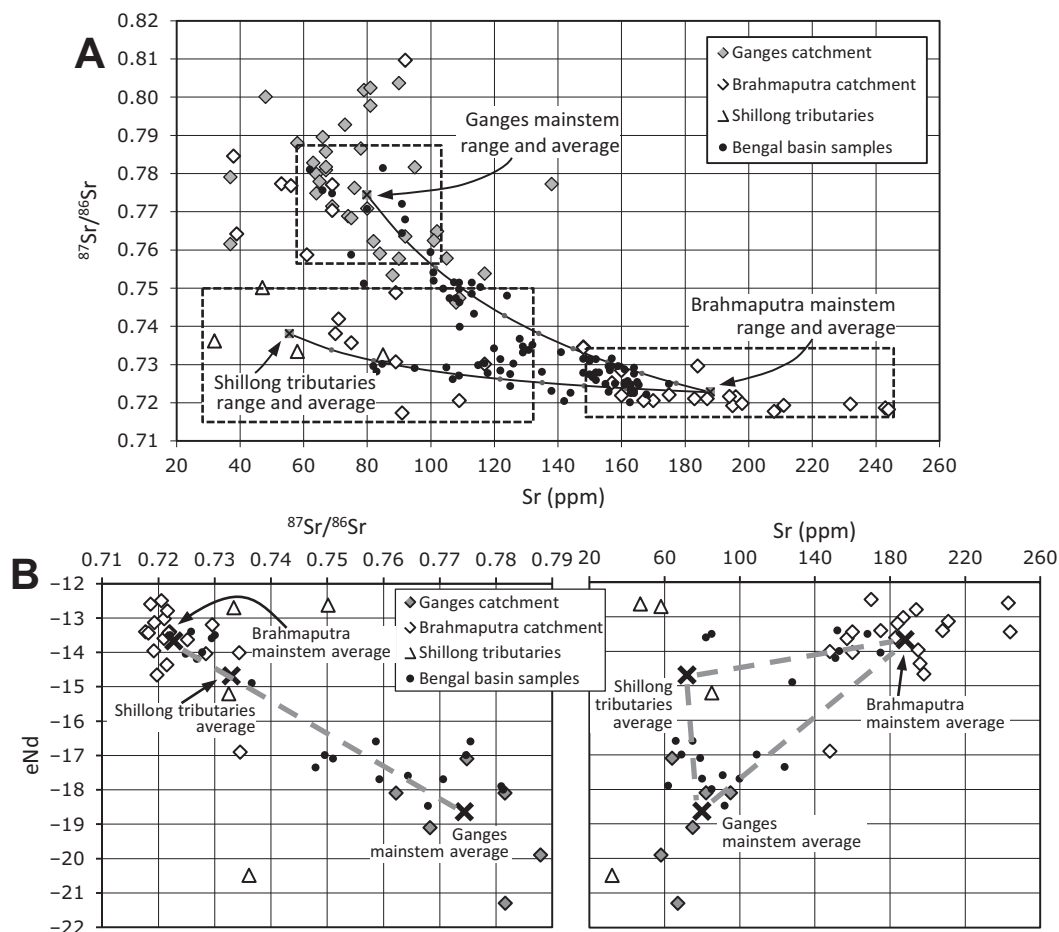 A
0.82
0.81
0.80
0.79
0.78
0.77
0.76
0.75
0.74
0.73
0.72
0.71
87Sr/86Sr
20 40 60 80 100 120 140 160 180 200 220 240 260
Sr (ppm)
Ganges catchment
Brahmaputra catchment
Shillong tributaries
Bengal basin samples
Ganges mainstem
range and average
Brahmaputra mainstem
range and average
Shillong tributaries
range and average
B
87Sr/86Sr
0.71 0.72 0.73 0.74 0.75 0.76 0.77 0.78 0.79
Sr (ppm)
20 60 100 140 180 220 260
−12
−13
−14
−15
−16
−17
−18
−19
−20
−21
−22
eNd
Ganges catchment
Brahmaputra catchment
Shillong tributaries
Bengal basin samples
Brahmaputra
mainstem average
Shillong tributaries
average
Ganges
mainstem average
Shillong
tributaries
average
Brahmaputra
mainstem average
Ganges
mainstem average